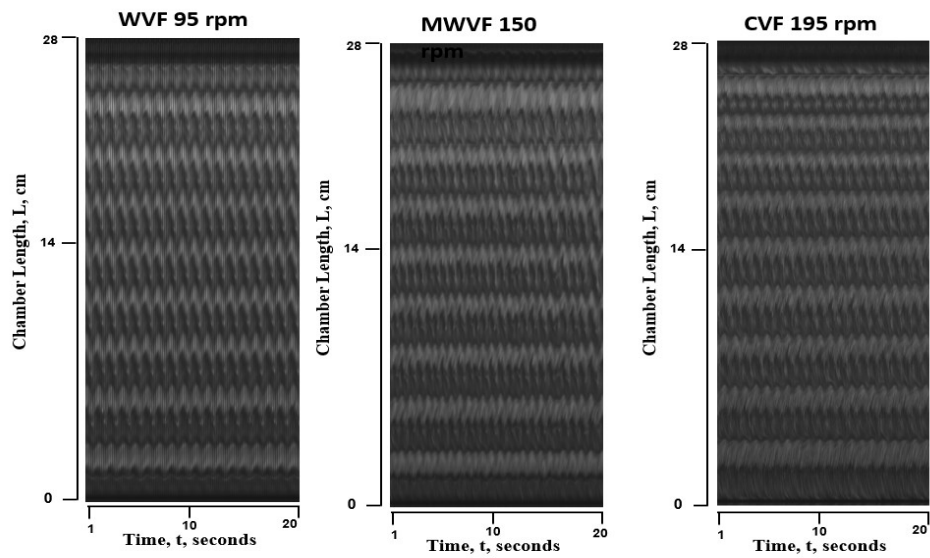 WVF 95 rpm
28
14
0
Chamber Length, L, cm
1 10 20
Time, t, seconds
MWVF 150
rpm
28
14
0
Chamber Length, L, cm
1 10 20
Time, t, seconds
CVF 195 rpm
28
14
0
Chamber Length, L, cm
1 10 20
Time, t, seconds